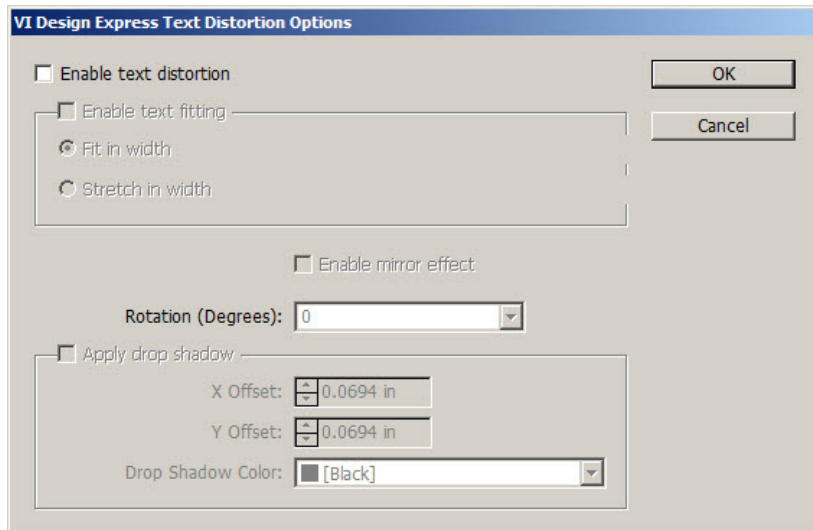 VI Design Express Text Distortion Options
Enable text distortion
OK
Enable text fitting
Cancel
Fit in width
Stretch in width
Enable mirror effect
Rotation (Degrees): 0
Apply drop shadow
X Offset: 0.0694 in
Y Offset: 0.0694 in
Drop Shadow Color: [Black]